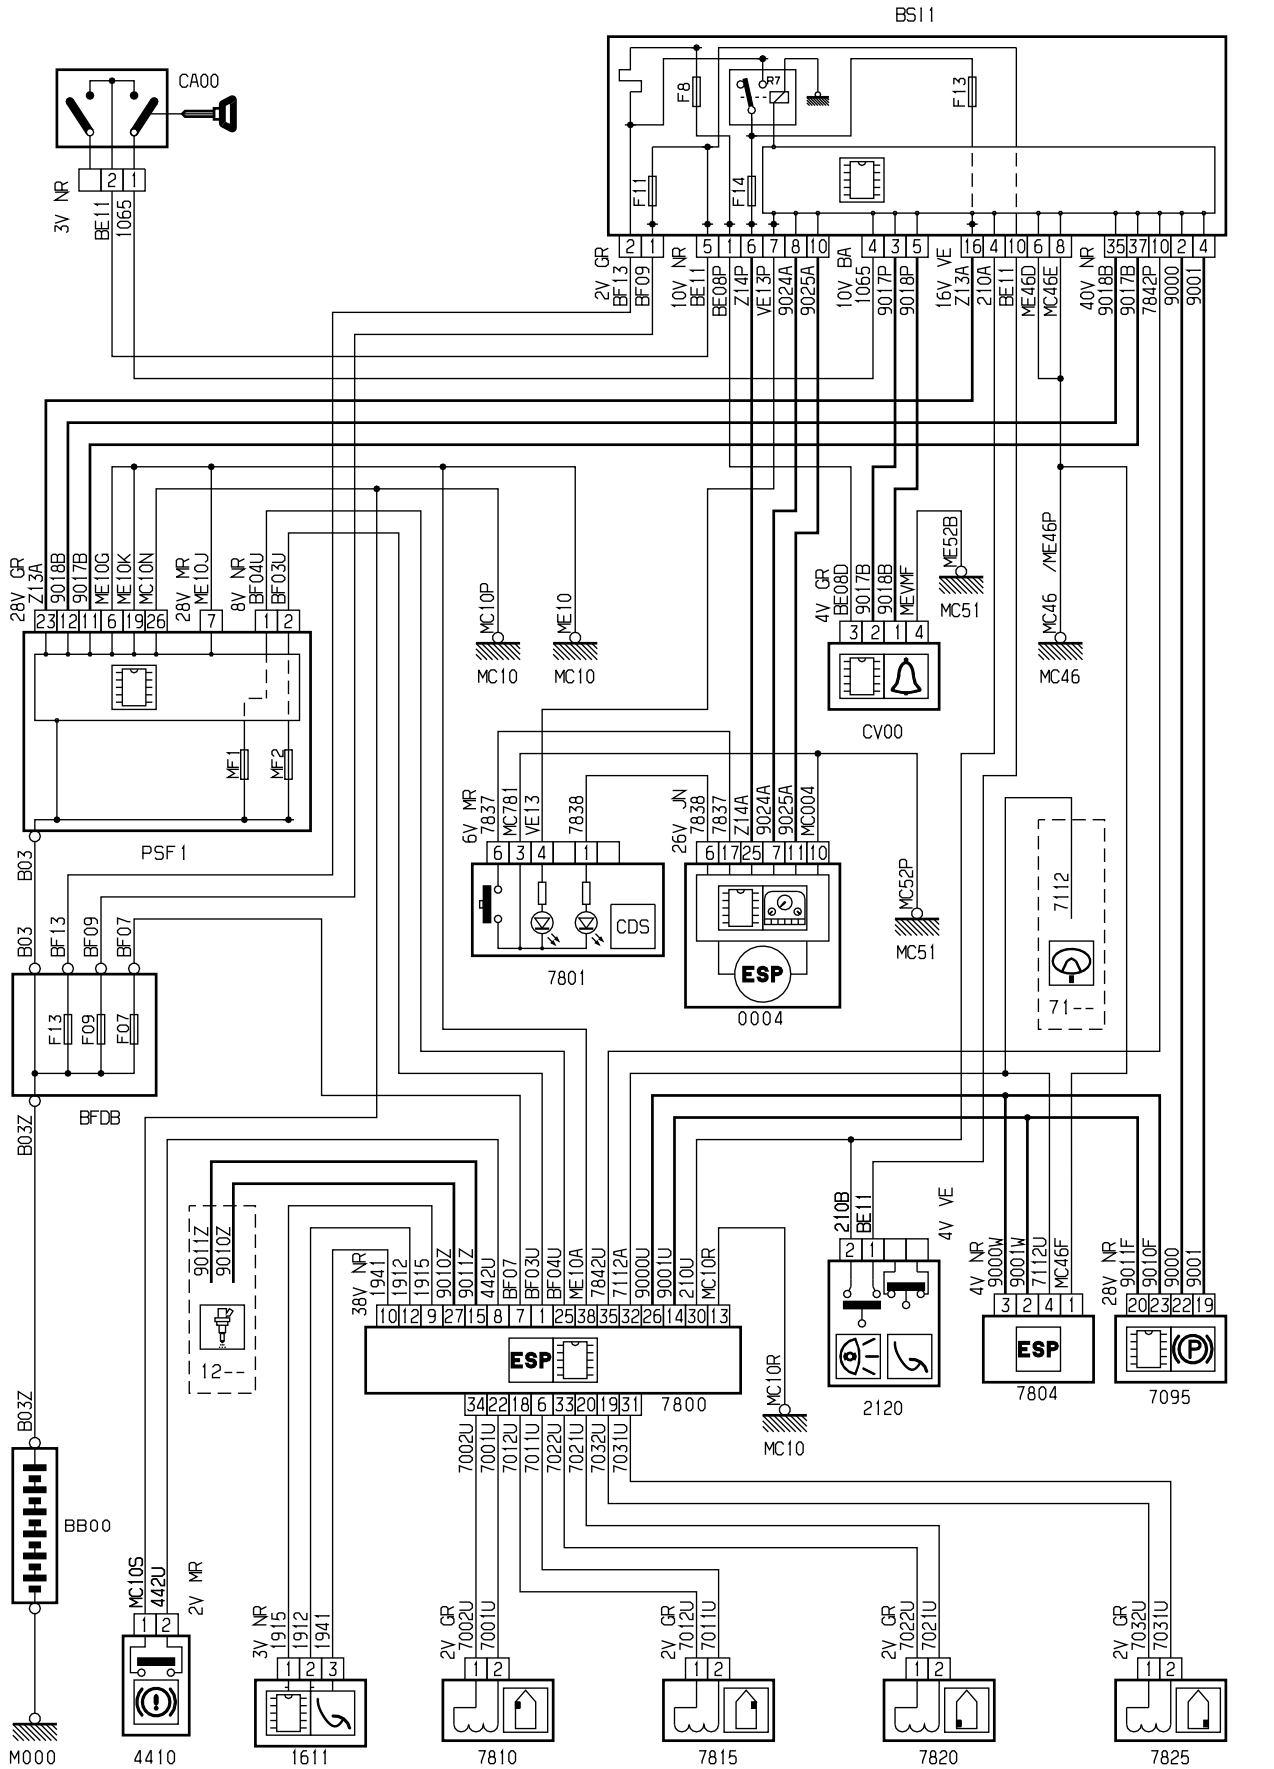 BSI1
CA00
3V NR
2
1
BE11
1065
F8
R7
F13
F11
F14
2V GR
2
1
BF13
BF09
10V NR
5
1
6
7
8
10
BE11
BE08P
Z14P
VE13P
9024A
9025A
10V BA
4
3
5
1065
9017P
9018P
16V VE
16
4
10
6
8
Z13A
210A
BE11
ME46D
MC46E
40V NR
35
37
10
2
4
9018B
9017B
7842P
9000
9001
28V GR
Z13A
9018B
9017B
ME10G
ME10K
MC10N
28V MR
ME10J
8V NR
BF04U
BF03U
23
12
11
6
19
26
7
1
2
MF1
MF2
PSF1
MC10P
MC10
ME10
MC10
4V GR
BE08D
9017B
9018B
MEVMF
3
2
1
4
CV00
ME52B
MC51
MC46 /ME46P
MC46
6V MR
7837
MC781
VE13
7838
6
3
4
1
CDS
7801
26V JN
7838
7837
Z14A
9024A
9025A
MC004
6
17
25
7
11
10
ESP
0004
MC52P
MC51
7112
71--
B03
B03
BF13
BF09
BF07
F13
F09
F07
BFDB
B03Z
B03Z
BB00
M000
9011Z
9010Z
12--
38V NR
1941
1912
1915
9010Z
9011Z
442U
BF07
BF03U
BF04U
ME10A
7842U
7112A
9000U
9001U
210U
MC10R
10
12
9
27
15
8
7
1
25
38
35
32
26
14
30
13
ESP
7800
34
22
18
6
33
20
19
31
7002U
7001U
7012U
7011U
7022U
7021U
7032U
7031U
MC10R
MC10
210B
BE11
4V VE
2
1
2120
4V NR
9000W
9001W
7112U
MC46F
3
2
4
1
ESP
7804
28V NR
9011F
9010F
9000
9001
20
23
22
19
P
7095
MC10S
442U
2V MR
1
2
4410
3V NR
1915
1912
1941
1
2
3
1611
2V GR
7002U
7001U
1
2
7810
2V GR
7012U
7011U
1
2
7815
2V GR
7022U
7021U
1
2
7820
2V GR
7032U
7031U
1
2
7825